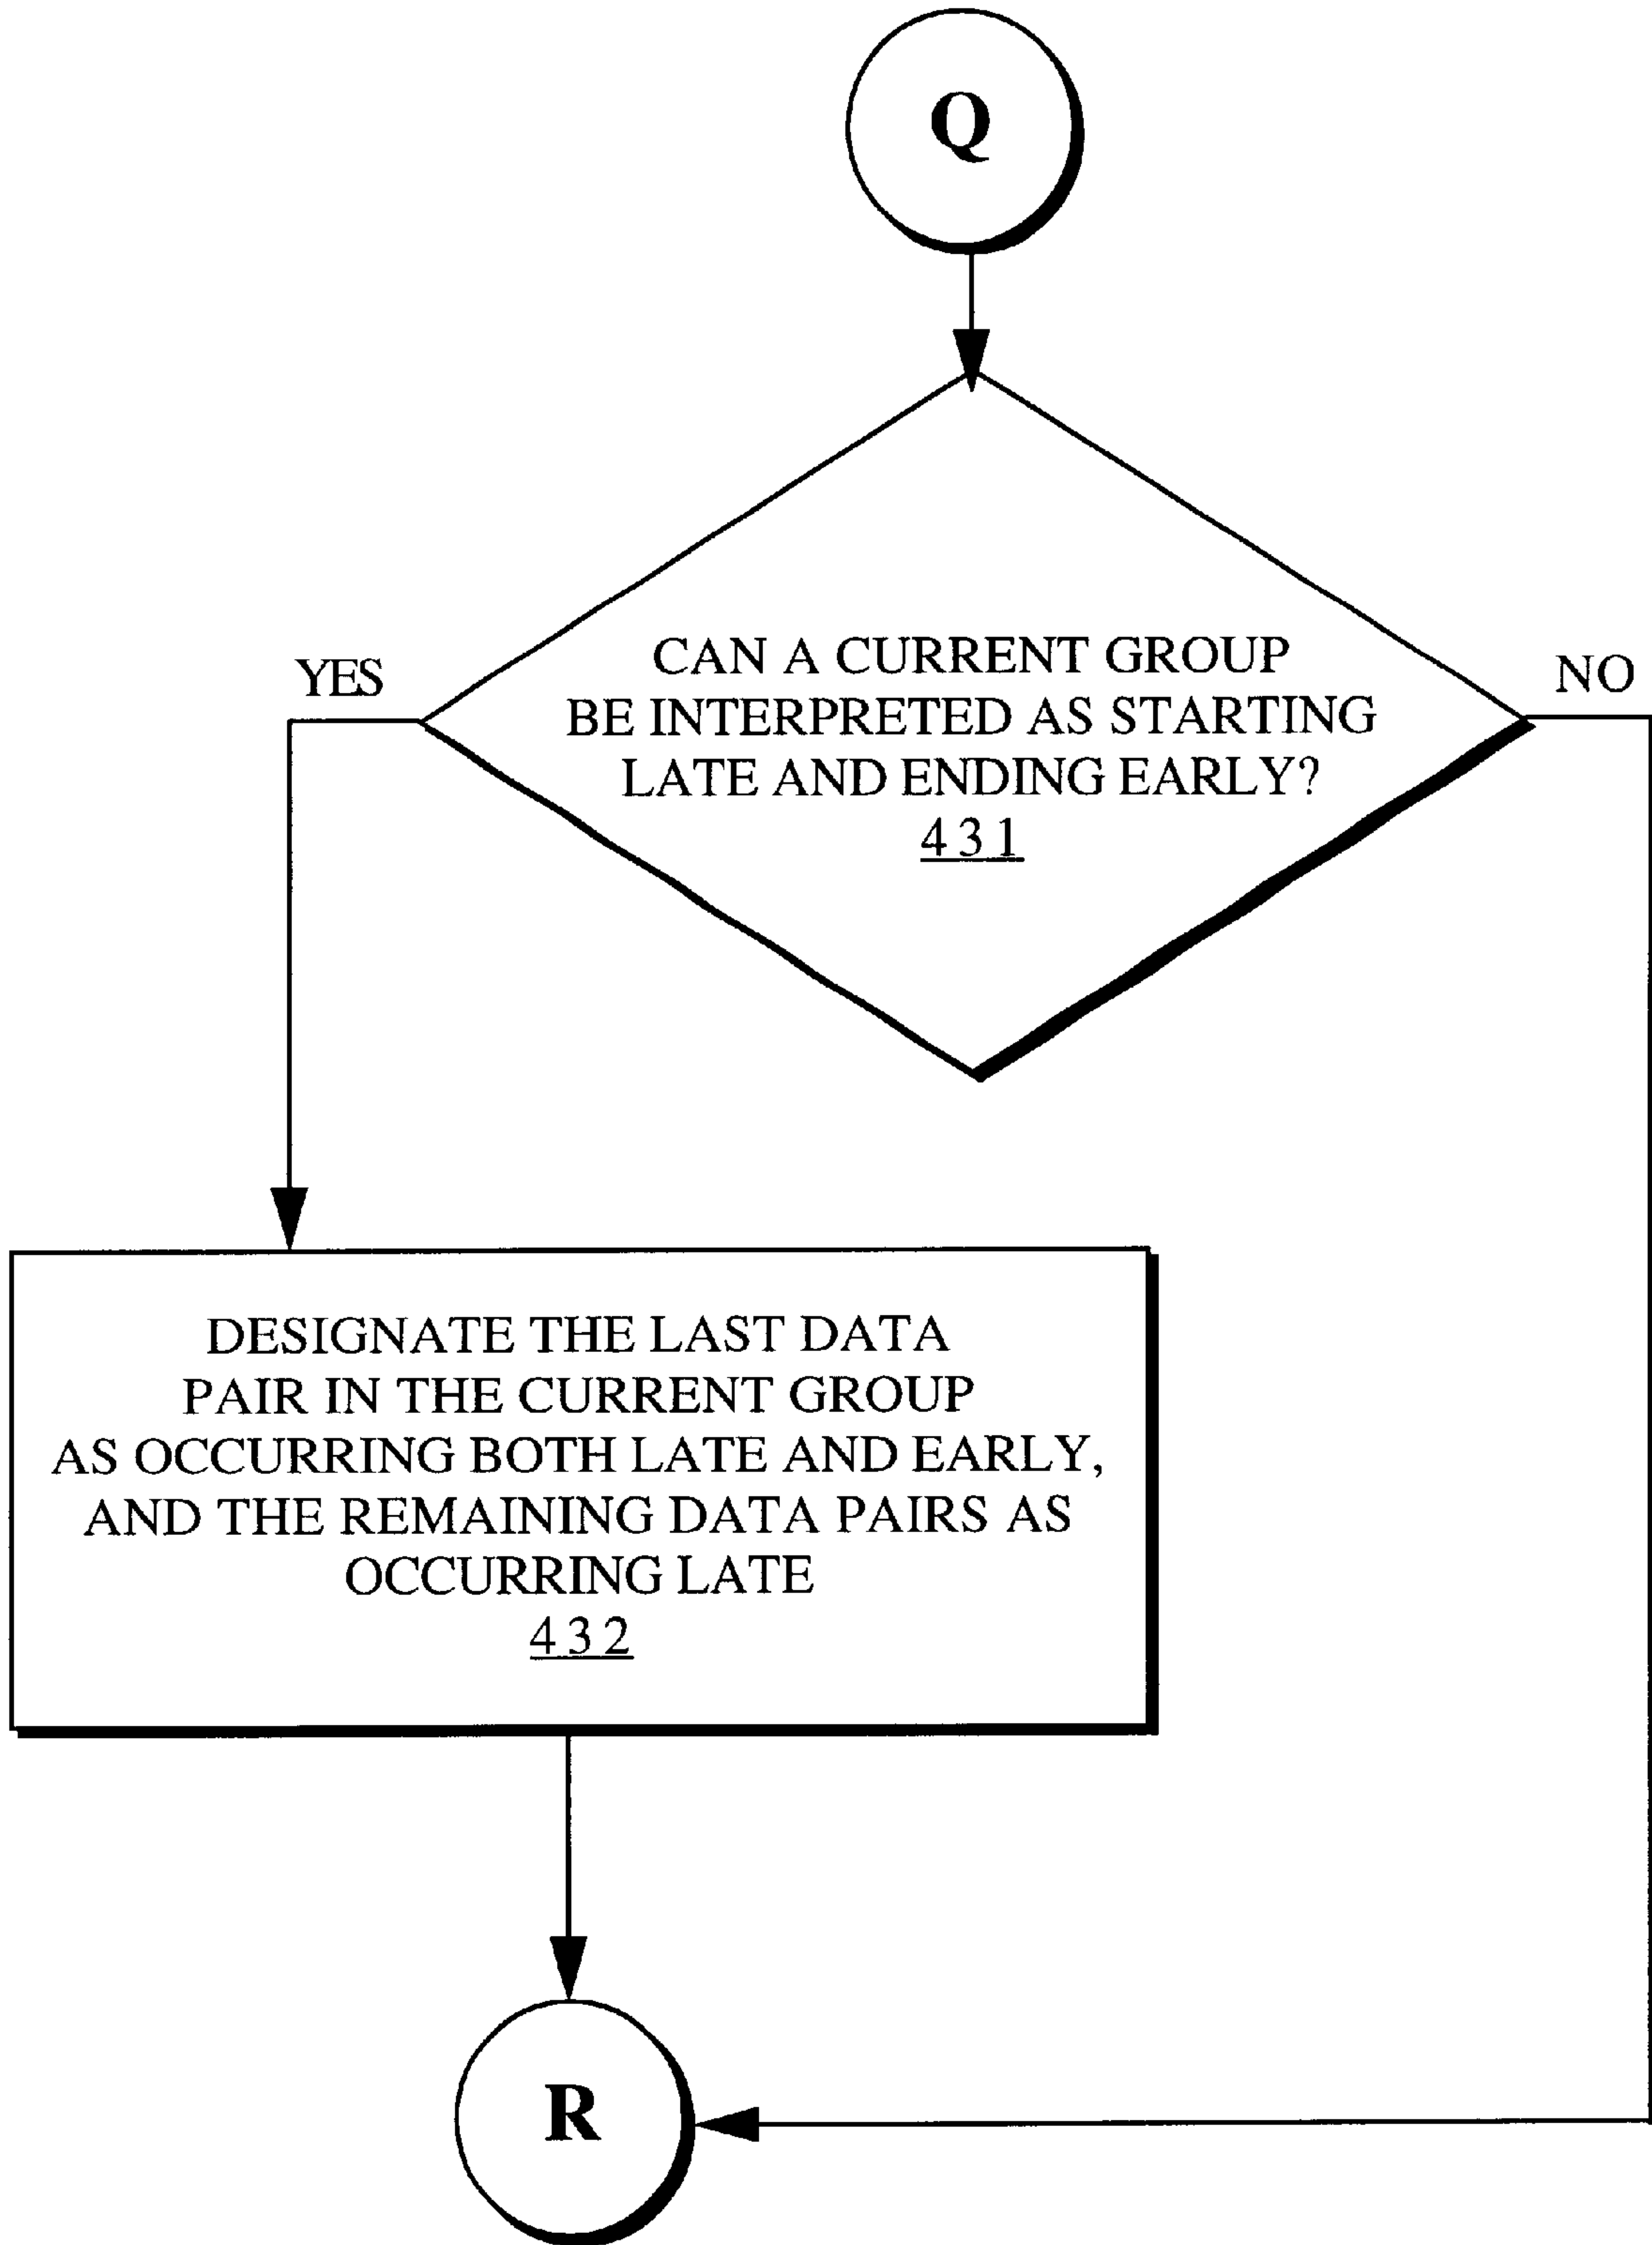 Q
CAN A CURRENT GROUP
BE INTERPRETED AS STARTING
LATE AND ENDING EARLY?
431
YES
NO
DESIGNATE THE LAST DATA
PAIR IN THE CURRENT GROUP
AS OCCURRING BOTH LATE AND EARLY,
AND THE REMAINING DATA PAIRS AS
OCCURRING LATE
432
R